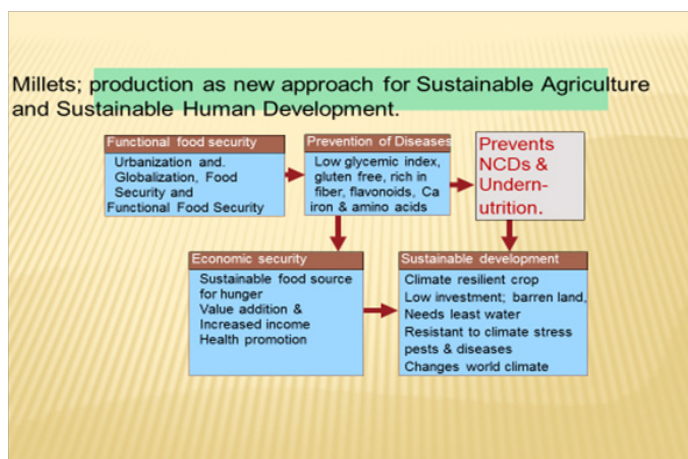 Millets; production as new approach for Sustainable Agriculture
and Sustainable Human Development.
Functional food security
Urbanization and.
Globalization, Food
Security and
Functional Food Security
Prevention of Diseases
Low glycemic index,
gluten free, rich in
fiber, flavonoids, Ca
iron & amino acids
Prevents
NCDs &
Undern-
utrition.
Economic security
Sustainable food source
for hunger
Value addition &
Increased income
Health promotion
Sustainable development
Climate resilient crop
Low investment; barren land,
Needs least water
Resistant to climate stress
pests & diseases
Changes world climate